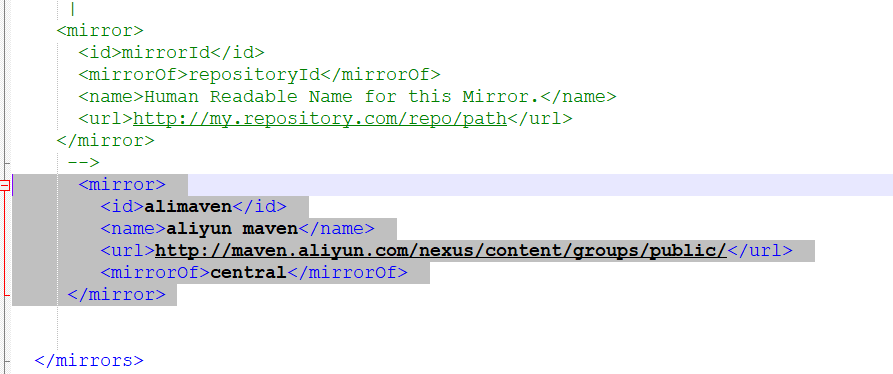 |
<mirror>
<id>mirrorId</id>
<mirrorOf>repositoryId</mirrorOf>
<name>Human Readable Name for this Mirror.</name>
<url>http://my.repository.com/repo/path</url>
</mirror>
-->
<mirror>
<id>alimaven</id>
<name>aliyun maven</name>
<url>http://maven.aliyun.com/nexus/content/groups/public/</url>
<mirrorOf>central</mirrorOf>
</mirror>
</mirrors>